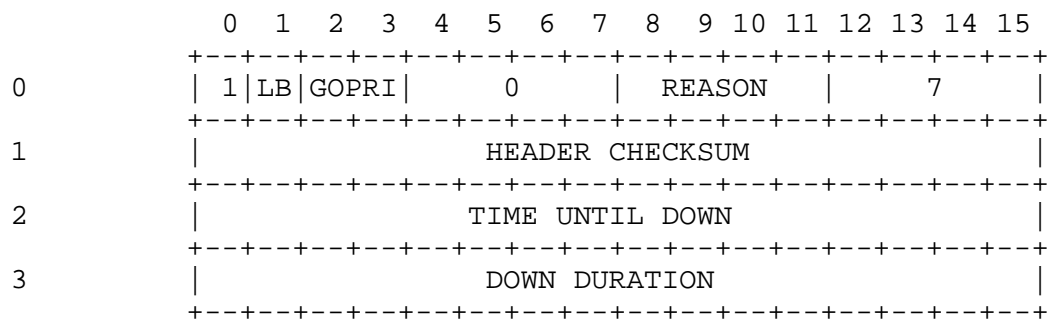 0  1  2  3  4  5  6  7  8  9 10 11 12 13 14 15
             +--+--+--+--+--+--+--+--+--+--+--+--+--+--+--+--+
0            | 1|LB|GOPRI|     0     |  REASON   |     7     |
             +--+--+--+--+--+--+--+--+--+--+--+--+--+--+--+--+
1            |                HEADER CHECKSUM                |
             +--+--+--+--+--+--+--+--+--+--+--+--+--+--+--+--+
2            |               TIME UNTIL DOWN                 |
             +--+--+--+--+--+--+--+--+--+--+--+--+--+--+--+--+
3            |                DOWN DURATION                  |
             +--+--+--+--+--+--+--+--+--+--+--+--+--+--+--+--+